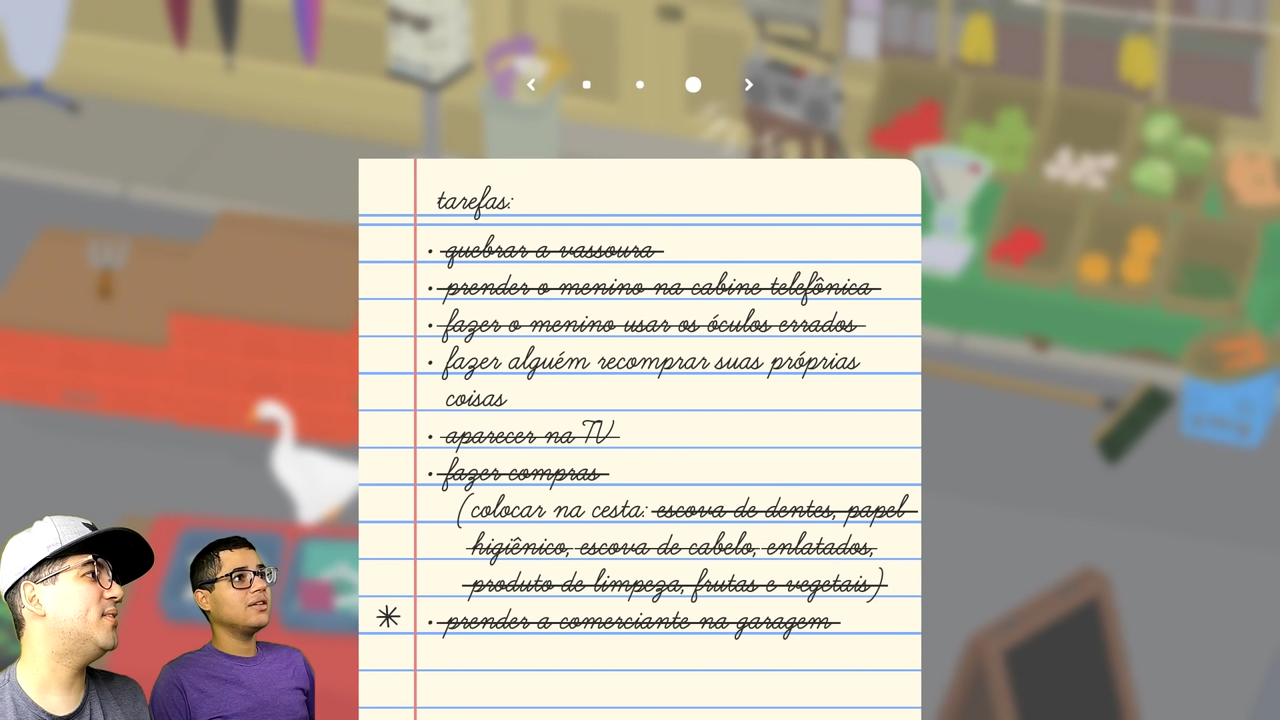 tarefas:
• quebrar a vassoura
• prender o menino na cabine telefônica
• fazer o menino usar os óculos errados
• fazer alguém recomprar suas próprias
coisas
• aparecer na TV
• fazer compras
(colocar na cesta: escova de dentes, papel
higiênico, escova de cabelo, enlatados,
produto de limpeza, frutas e vegetais)
• prender a comerciante na garagem